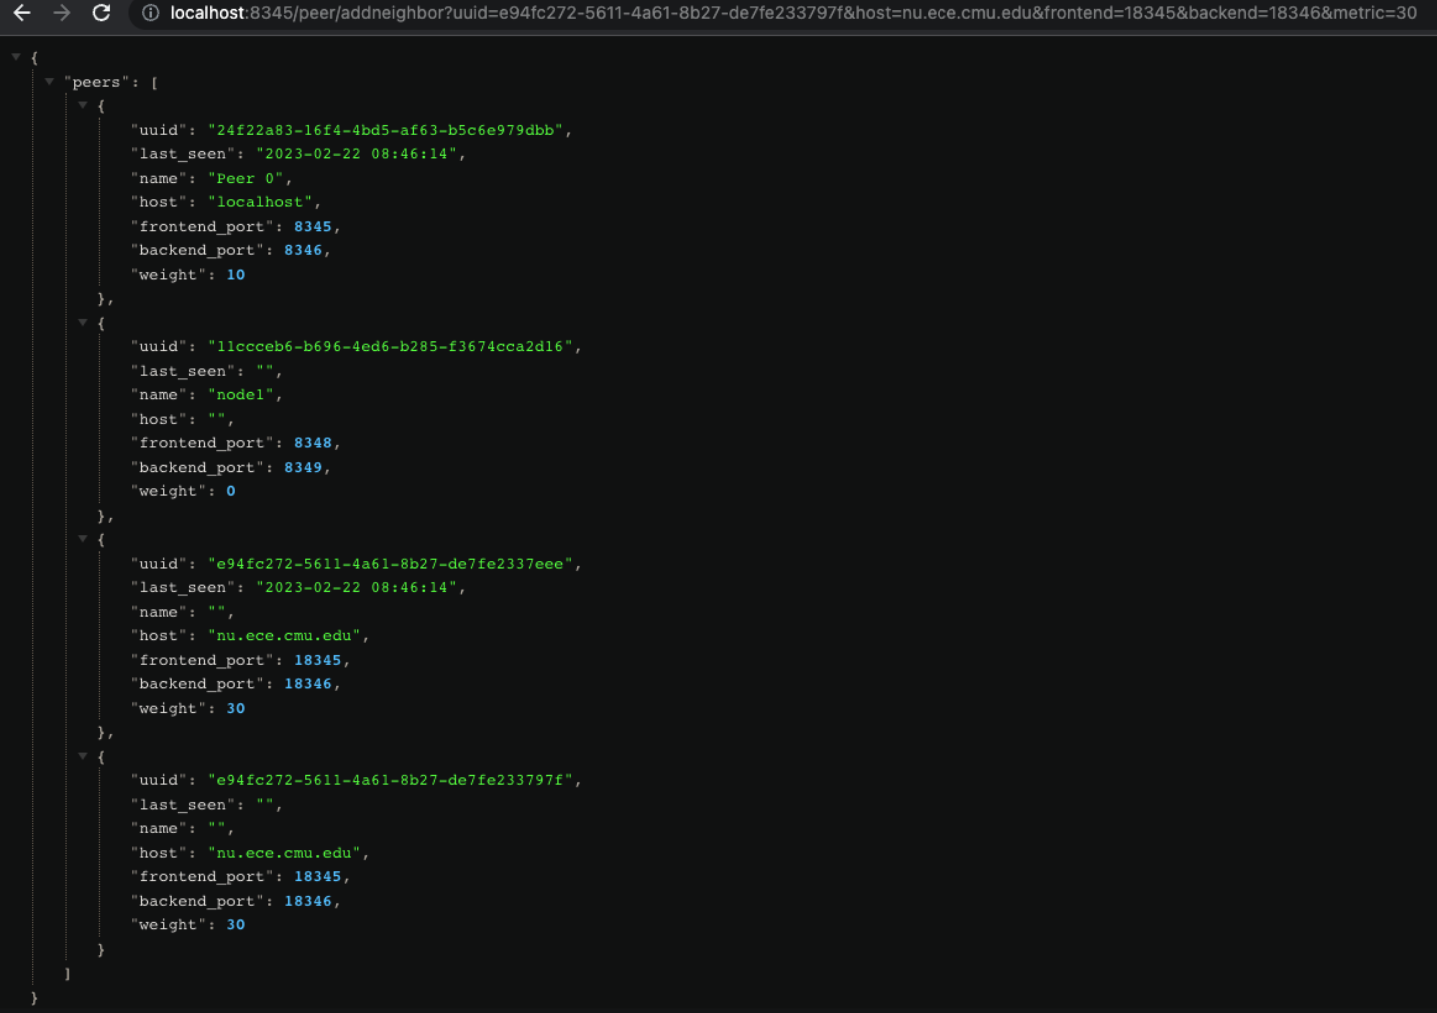 localhost:8345/peer/addneighbor?uuid=e94fc272-5611-4a61-8b27-de7fe233797f&host=nu.ece.cmu.edu&frontend=18345&backend=18346&metric=30
{
"peers": [
{
"uuid": "24f22a83-16f4-4bd5-af63-b5c6e979dbb",
"last_seen": "2023-02-22 08:46:14",
"name": "Peer 0",
"host": "localhost",
"frontend_port": 8345,
"backend_port": 8346,
"weight": 10
},
{
"uuid": "11ccceb6-b696-4ed6-b285-f3674cca2d16",
"last_seen": "",
"name": "node1",
"host": "",
"frontend_port": 8348,
"backend_port": 8349,
"weight": 0
},
{
"uuid": "e94fc272-5611-4a61-8b27-de7fe2337eee",
"last_seen": "2023-02-22 08:46:14",
"name": "",
"host": "nu.ece.cmu.edu",
"frontend_port": 18345,
"backend_port": 18346,
"weight": 30
},
{
"uuid": "e94fc272-5611-4a61-8b27-de7fe233797f",
"last_seen": "",
"name": "",
"host": "nu.ece.cmu.edu",
"frontend_port": 18345,
"backend_port": 18346,
"weight": 30
}
]
}